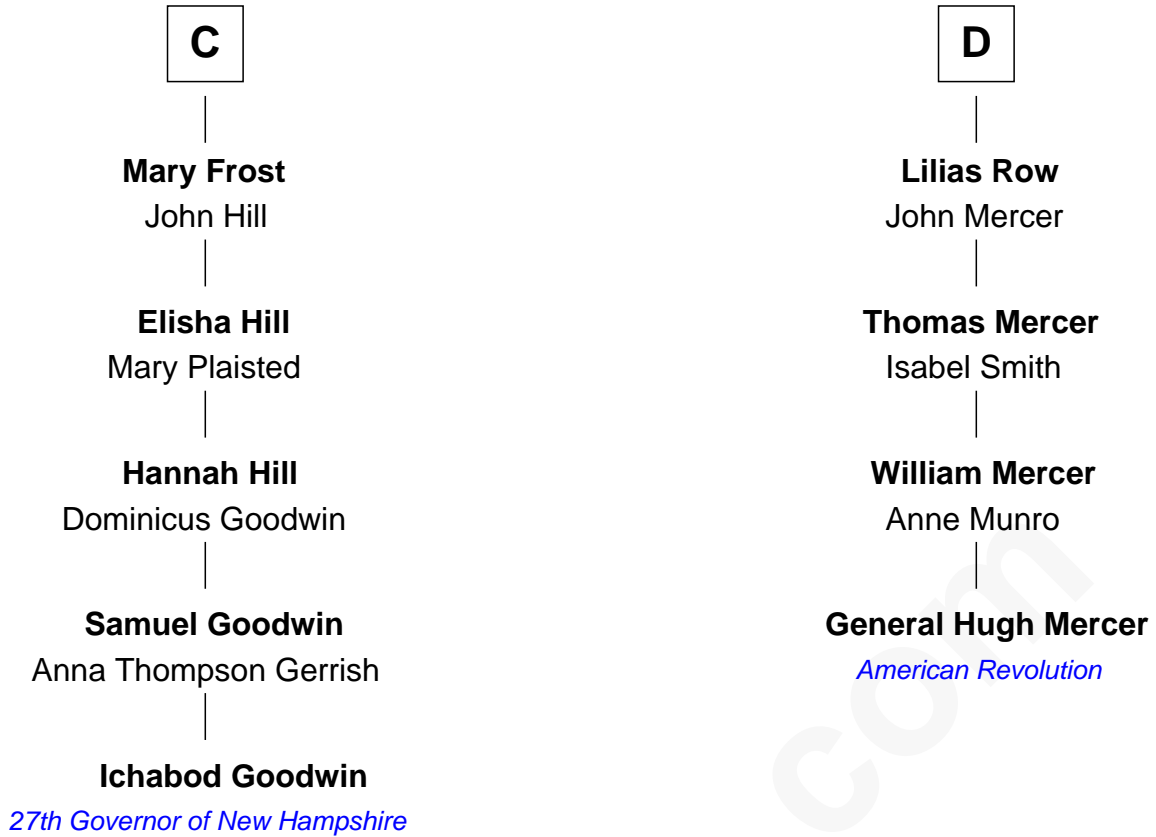 C
Mary Frost
John Hill
Elisha Hill
Mary Plaisted
Hannah Hill
Dominicus Goodwin
Samuel Goodwin
Anna Thompson Gerrish
Ichabod Goodwin
27th Governor of New Hampshire
D
Lilias Row
John Mercer
Thomas Mercer
Isabel Smith
William Mercer
Anne Munro
General Hugh Mercer
American Revolution
com